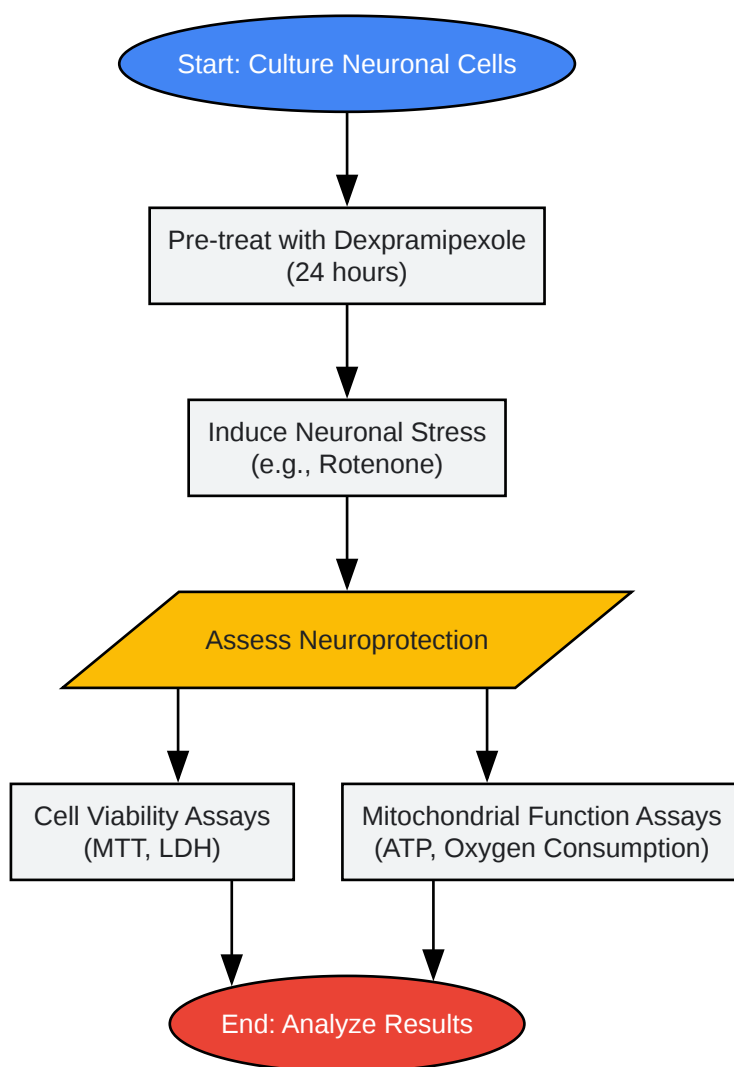 Start: Culture Neuronal Cells
Pre-treat with Dexpramipexole
(24 hours)
Induce Neuronal Stress
(e.g., Rotenone)
Assess Neuroprotection
Cell Viability Assays
(MTT, LDH)
Mitochondrial Function Assays
(ATP, Oxygen Consumption)
End: Analyze Results